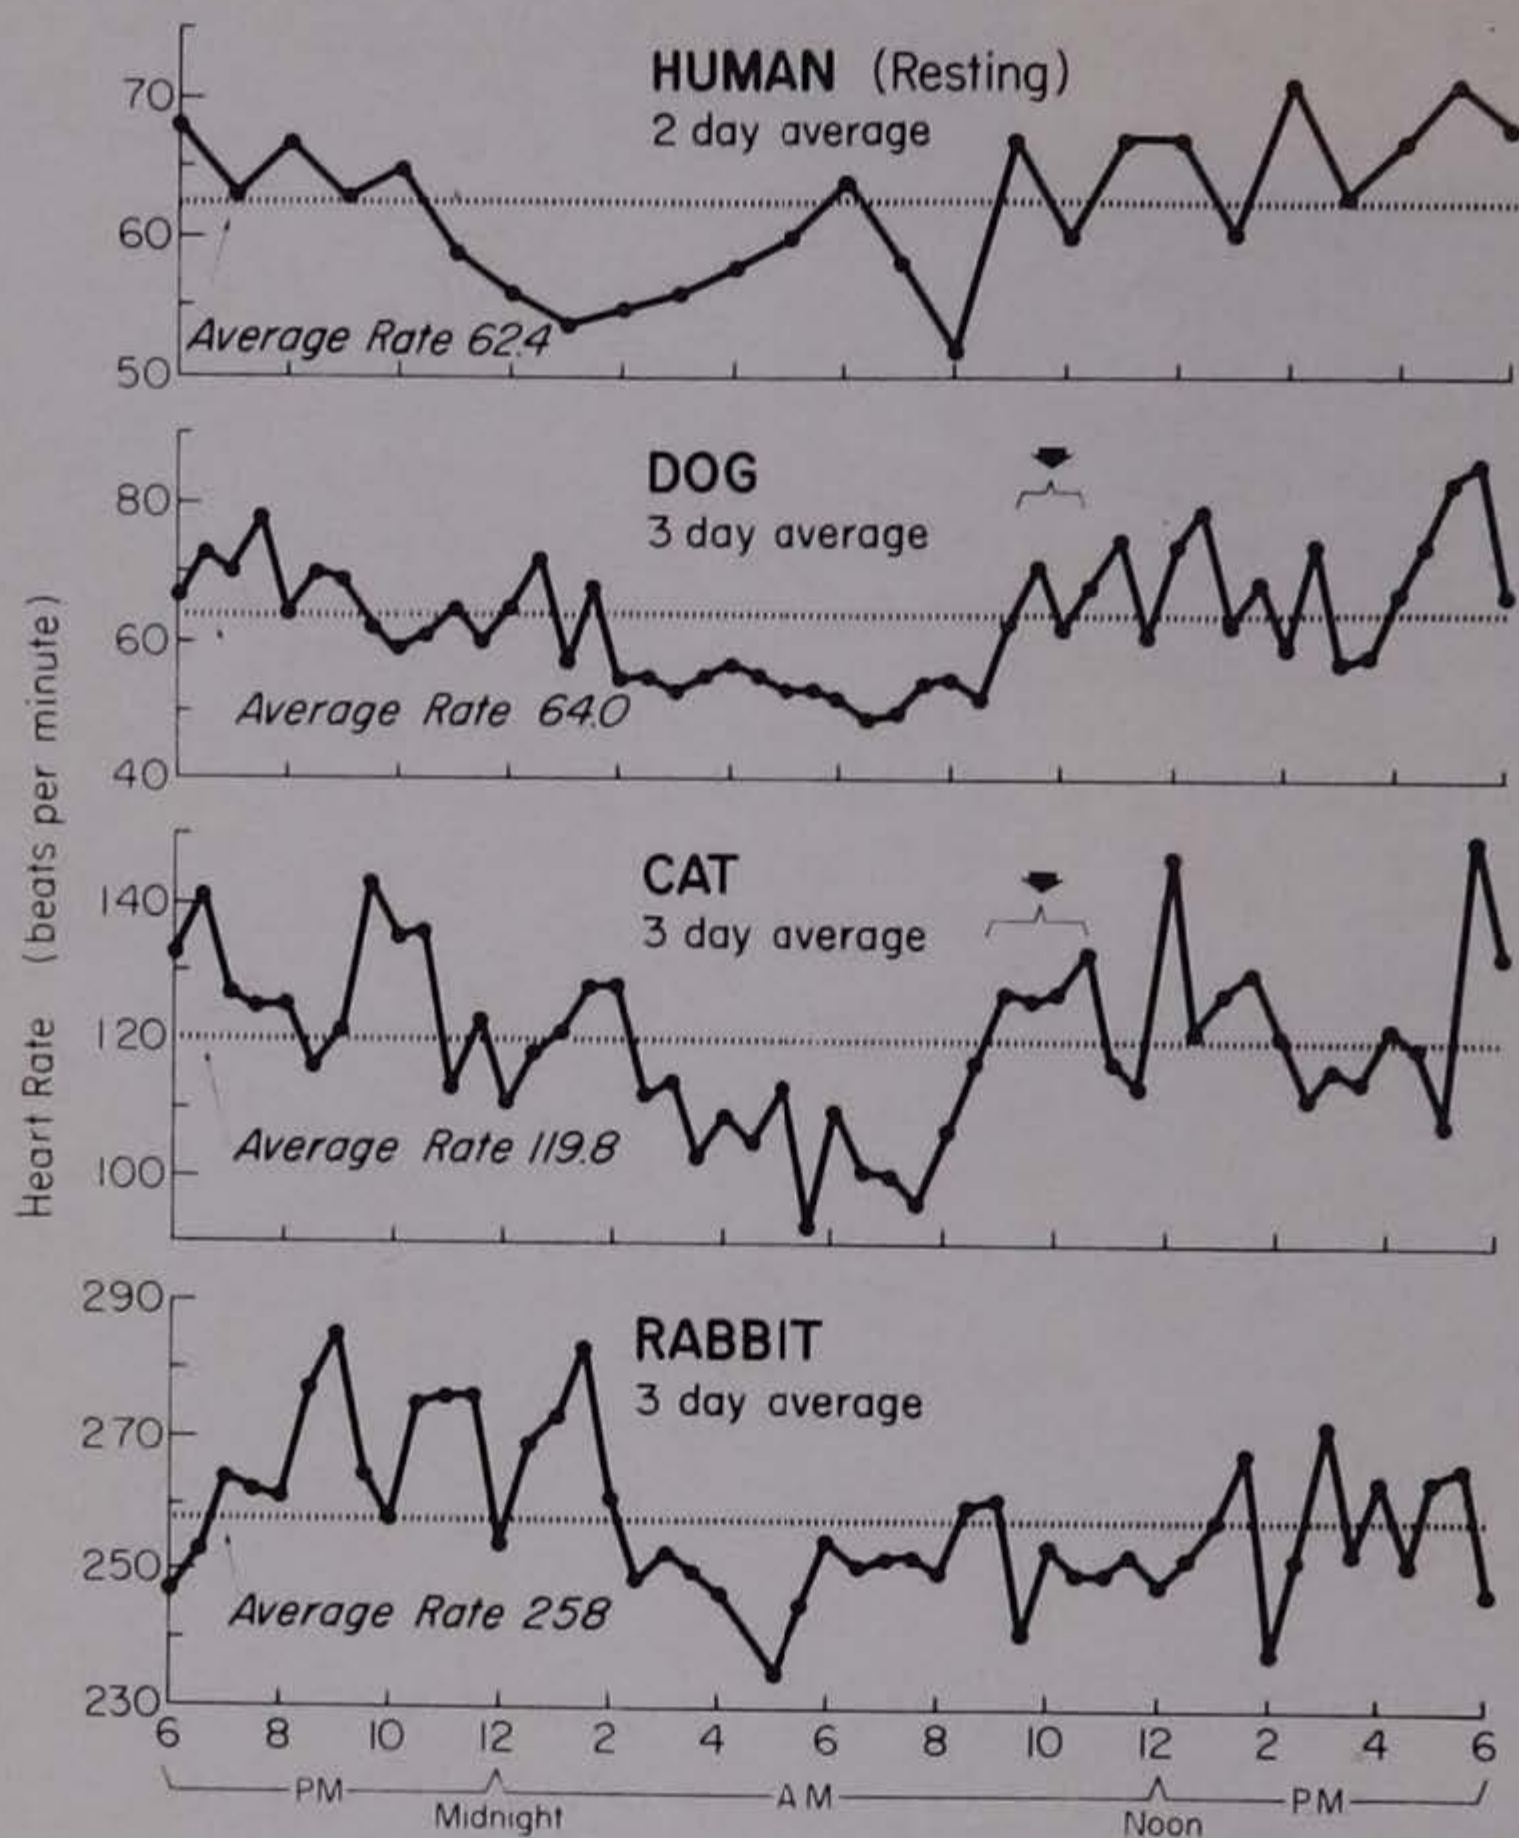 HUMAN (Resting)
2 day average
70
60
50
Average Rate 62.4
DOG
3 day average
80
60
40
Average Rate 64.0
Heart Rate (beats per minute)
CAT
3 day average
140
120
100
Average Rate 119.8
RABBIT
3 day average
290
270
250
230
Average Rate 258
6 8 10 12 2 4 6 8 10 12 2 4 6
PM AM PM
Midnight Noon